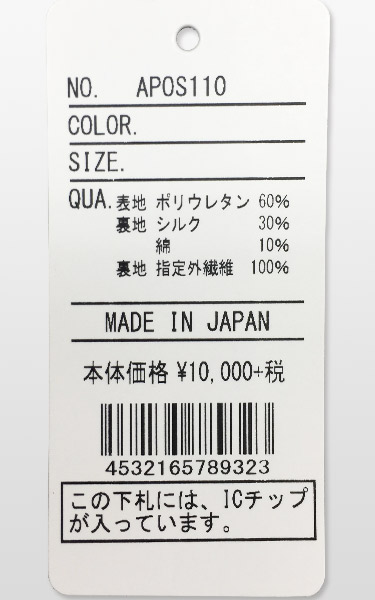 NO. APOS110
COLOR.
SIZE.
QUA. 表地 ポリウレタン 60%
裏地 シルク 30%
綿 10%
裏地 指定外繊維 100%
MADE IN JAPAN
本体価格 ¥10,000+税
4532165789323
この下札には、ICチップ
が入っています。